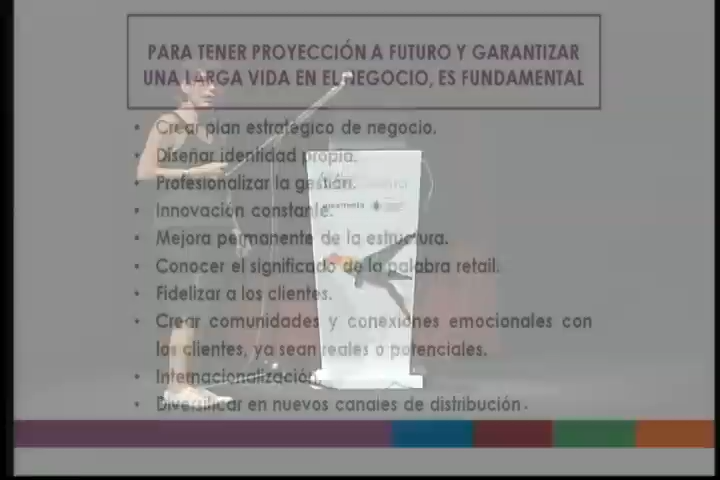 PARA TENER PROYECCIÓN A FUTURO Y GARANTIZAR
UNA LARGA VIDA EN EL NEGOCIO, ES FUNDAMENTAL
• Crear plan estratégico de negocio.
• Diseñar identidad propia.
• Profesionalizar la gestión.
• Innovación constante.
• Mejora permanente de la estructura.
• Conocer el significado de la palabra retail.
• Fidelizar a los clientes.
• Crear comunidades y conexiones emocionales con
los clientes, ya sean reales o potenciales.
• Internacionalización.
• Diversificar en nuevos canales de distribución.